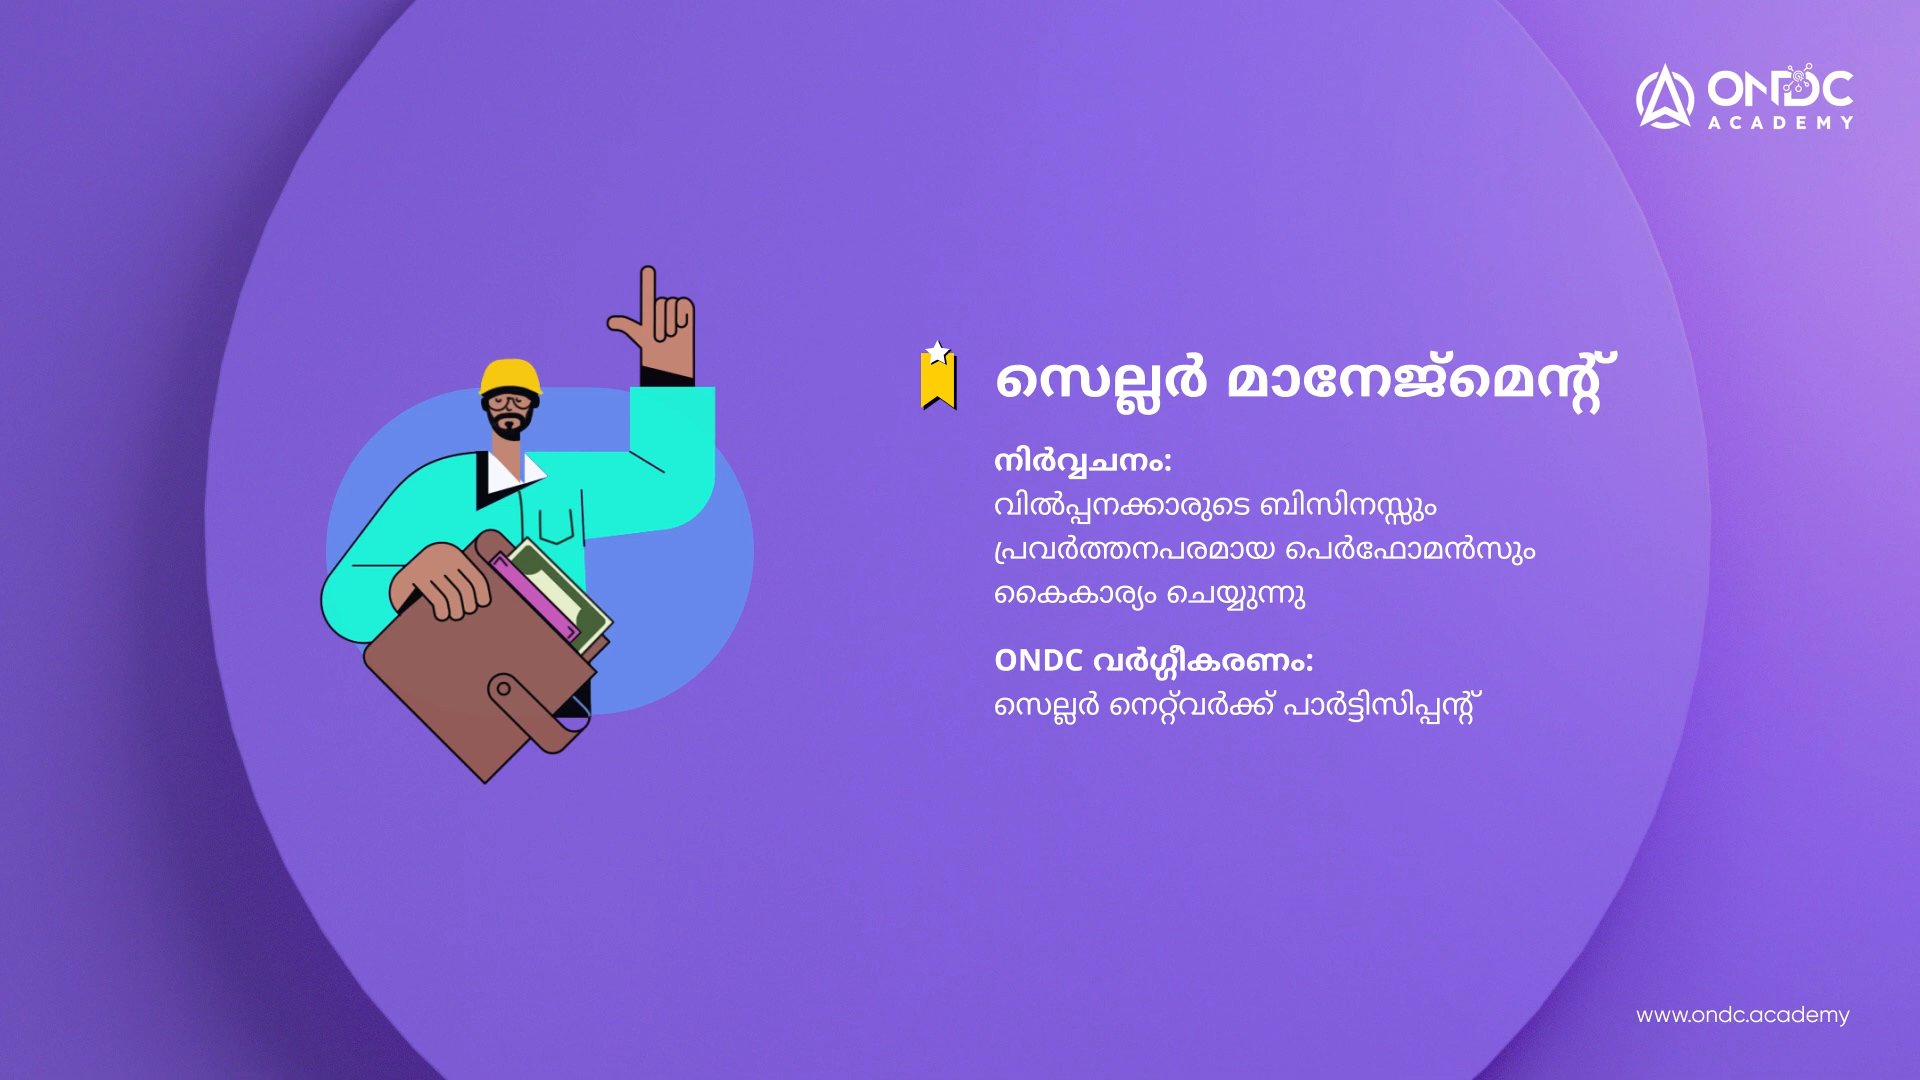 ONDC
ACADEMY
സെല്ലർ മാനേജ്മെന്റ്
നിർവ്വചനം:
വിൽപ്പനക്കാരുടെ ബിസിനസ്സും
പ്രവർത്തനപരമായ പെർഫോമൻസും
കൈകാര്യം ചെയ്യുന്നു
ONDC വർഗ്ഗീകരണം:
സെല്ലർ നെറ്റ്‌വർക്ക് പാർട്ടിസിപ്പന്റ്
www.ondc.academy